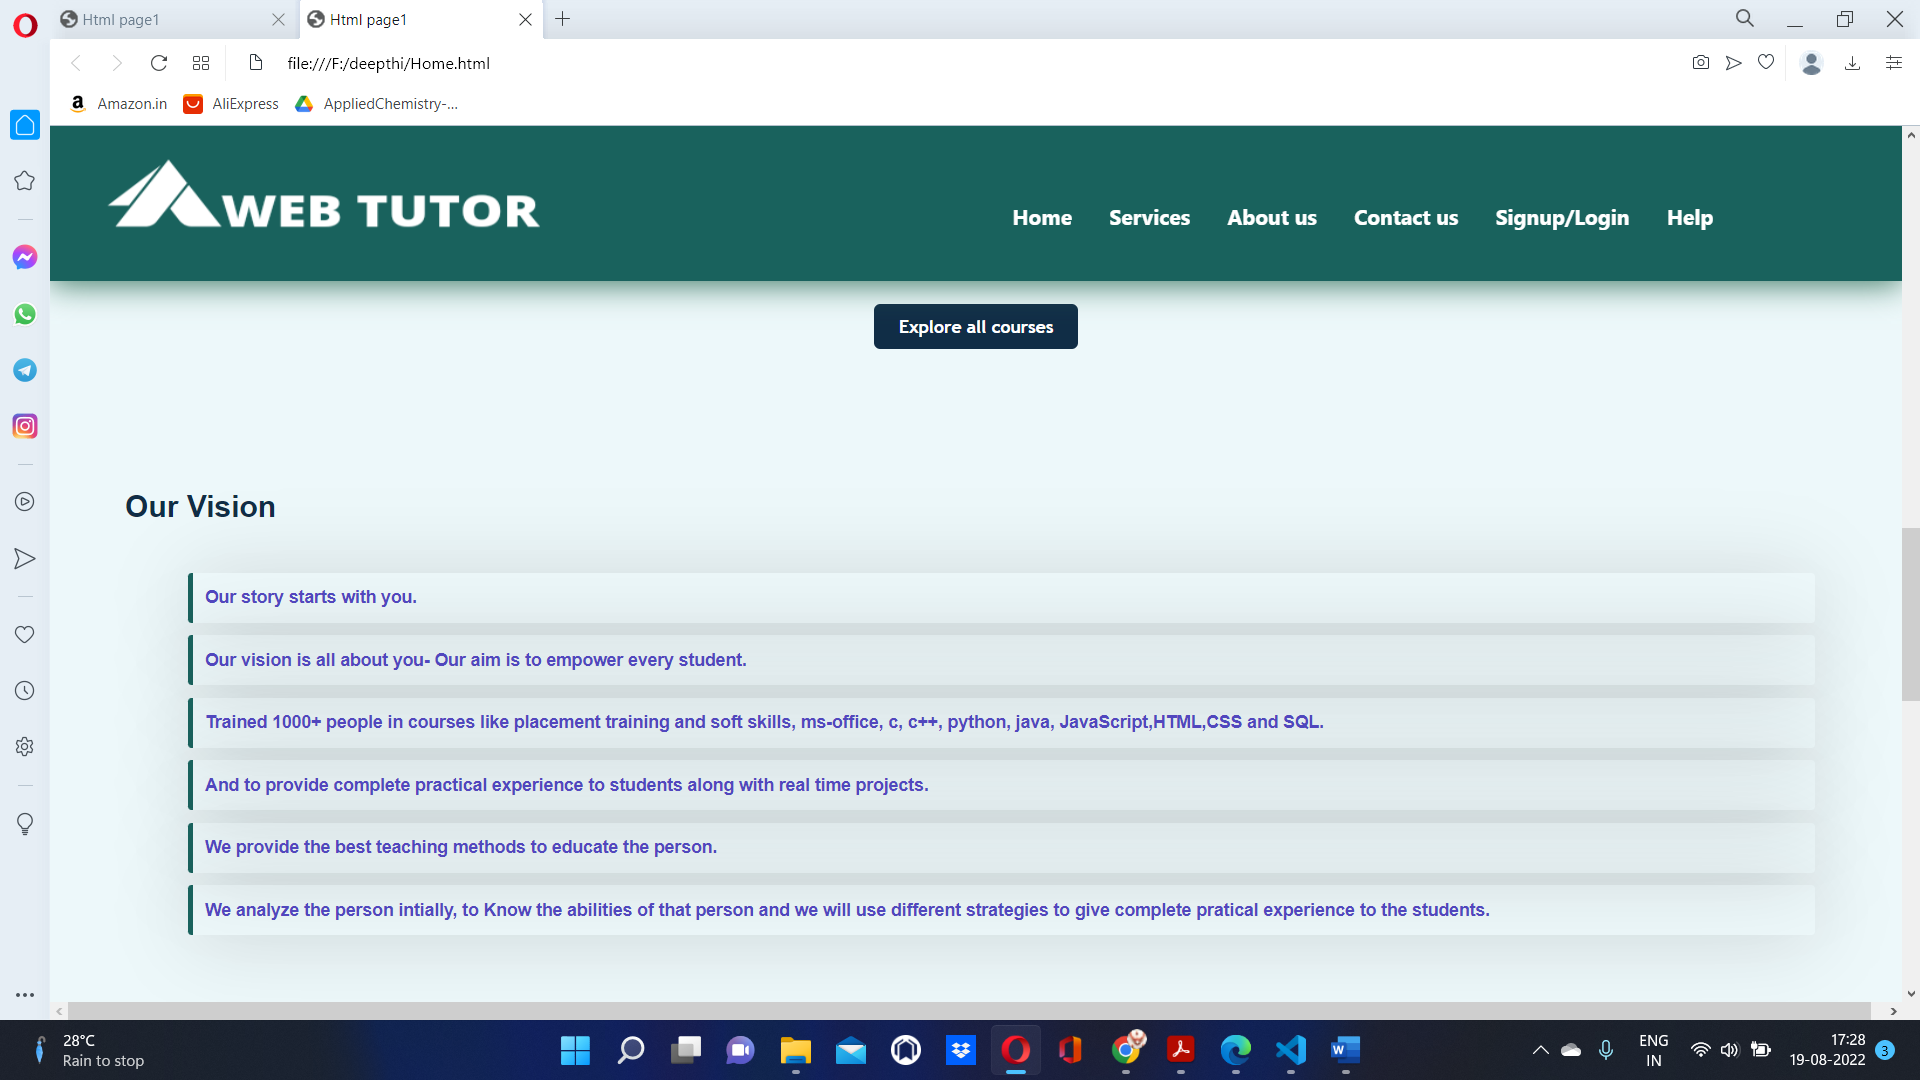 Html page1
Html page1
file:///F:/deepthi/Home.html
Amazon.in
AliExpress
AppliedChemistry-...
WEB TUTOR
Home
Services
About us
Contact us
Signup/Login
Help
Explore all courses
Our Vision
Our story starts with you.
Our vision is all about you- Our aim is to empower every student.
Trained 1000+ people in courses like placement training and soft skills, ms-office, c, c++, python, java, JavaScript,HTML,CSS and SQL.
And to provide complete practical experience to students along with real time projects.
We provide the best teaching methods to educate the person.
We analyze the person intially, to Know the abilities of that person and we will use different strategies to give complete pratical experience to the students.
28°C
Rain to stop
ENG
IN
17:28
19-08-2022
3